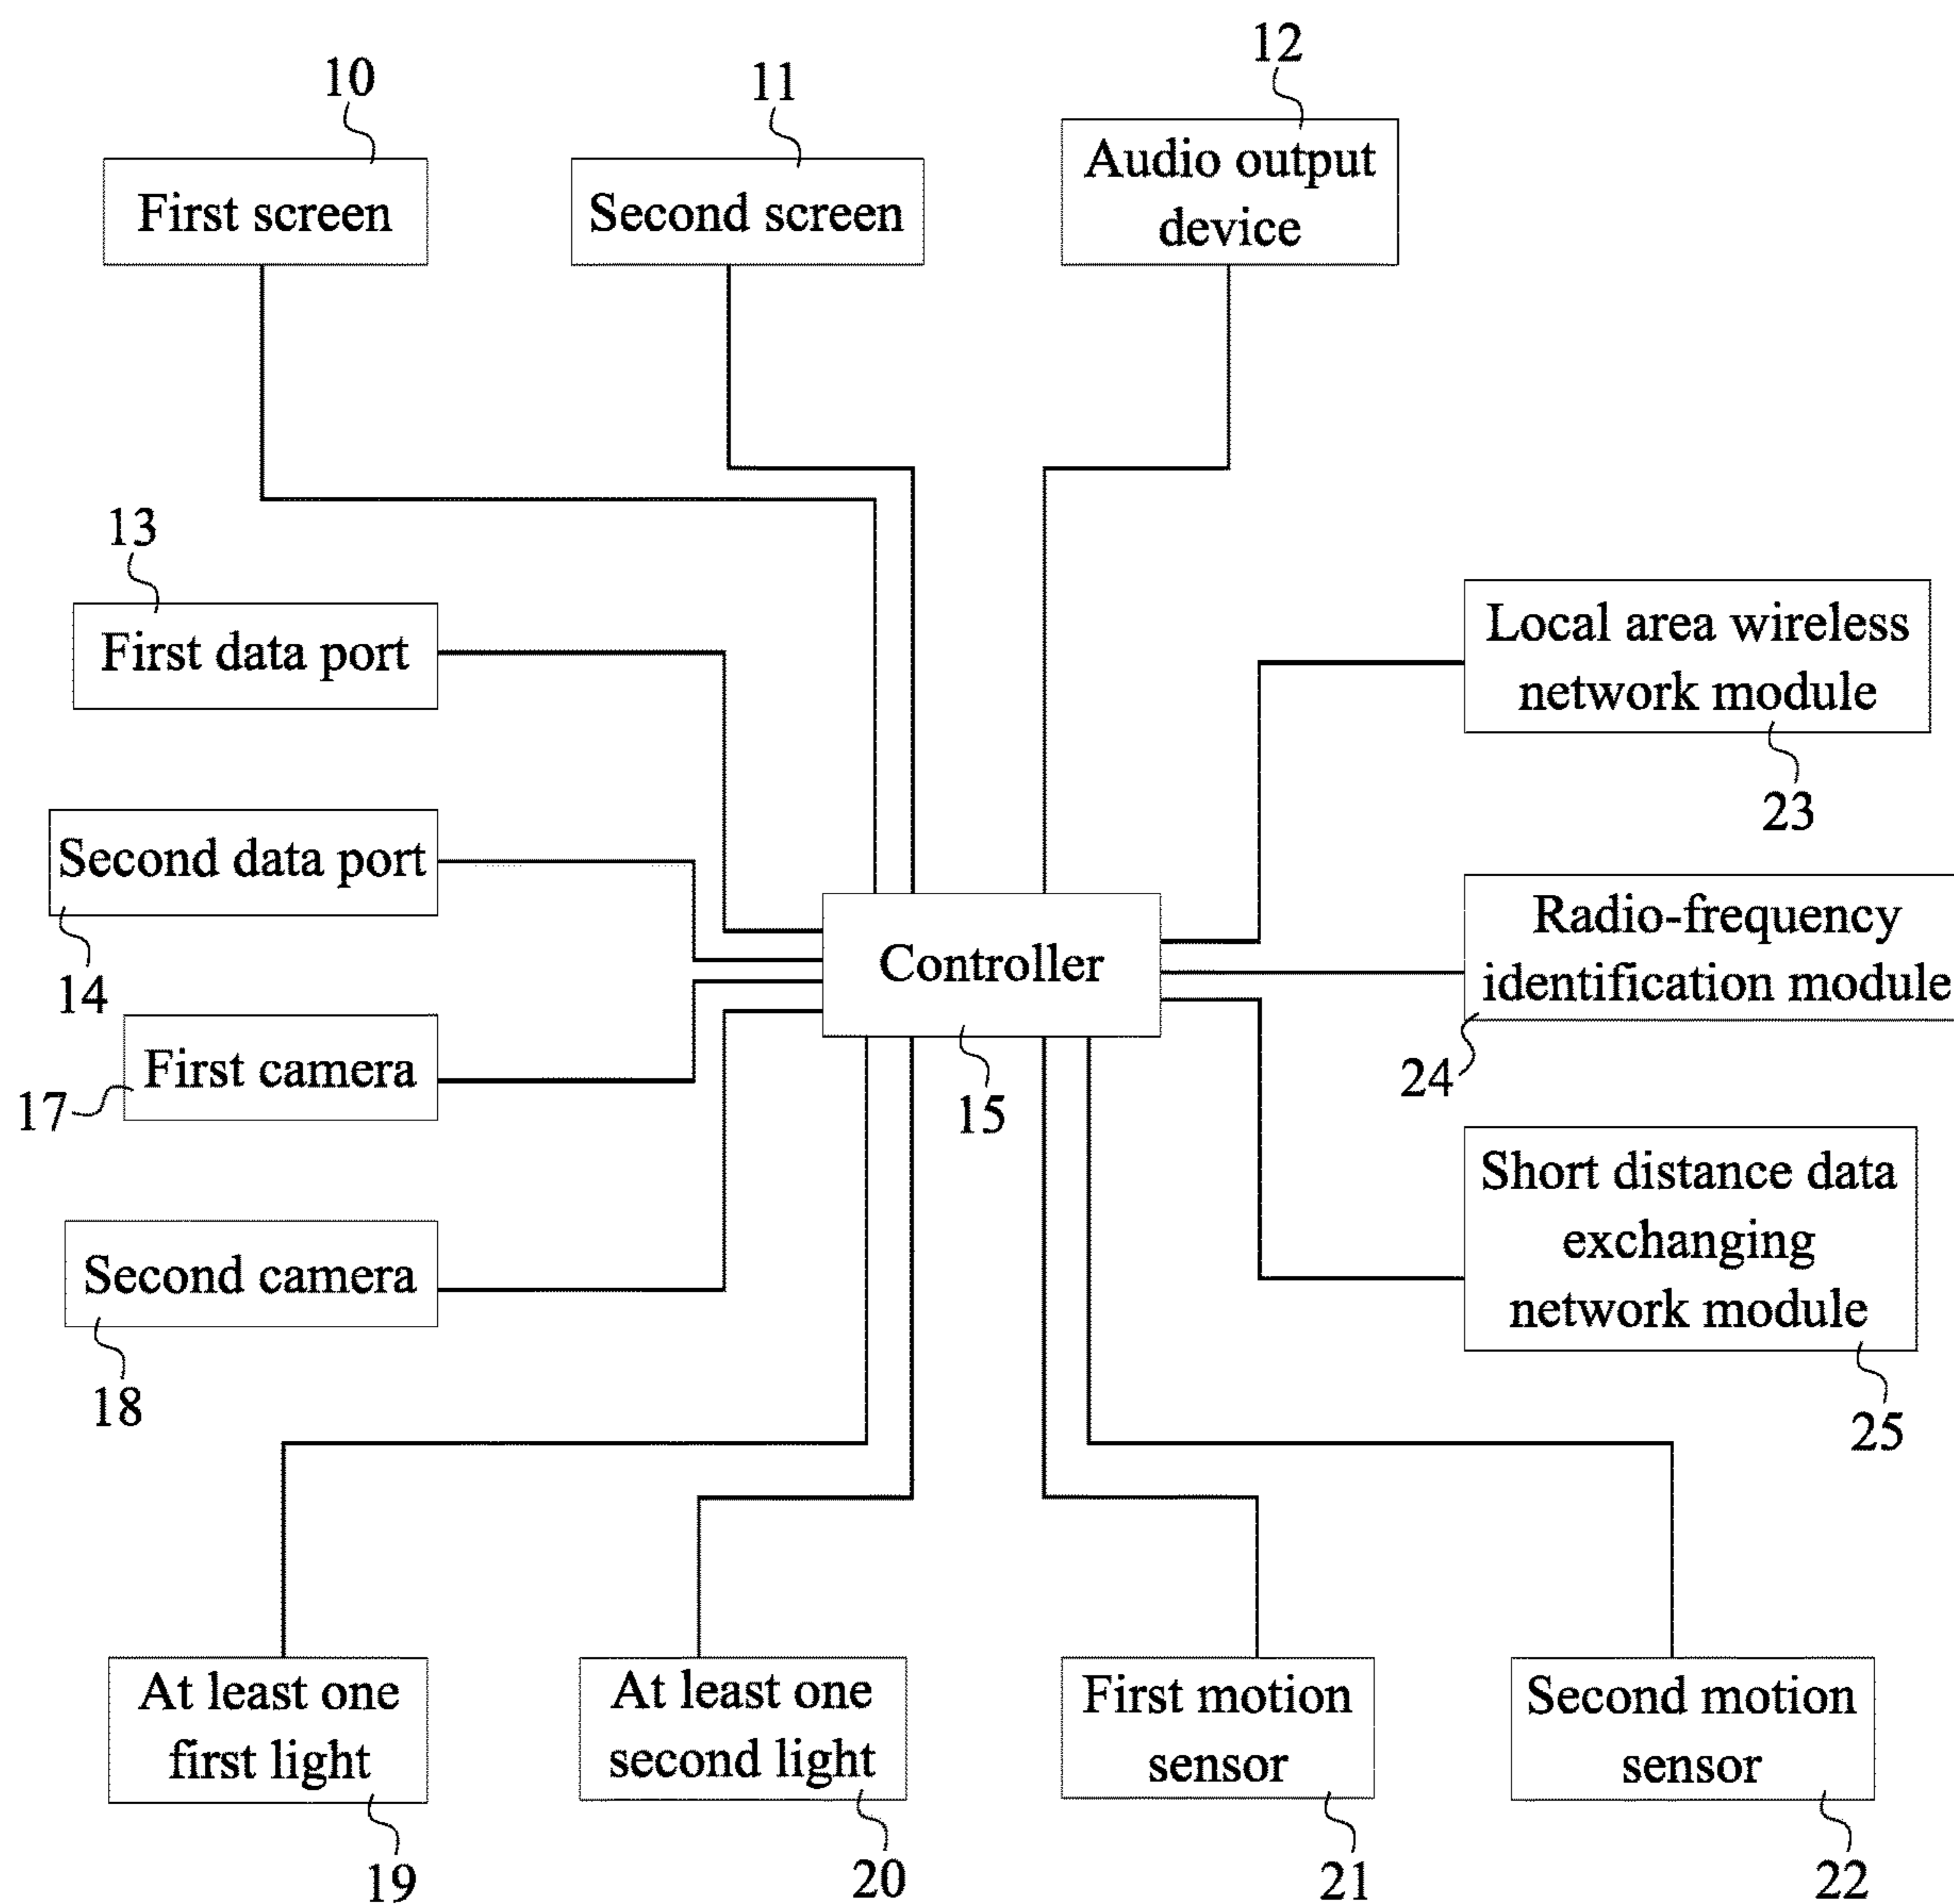 10
First screen
11
Second screen
12
Audio output
device
13
First data port
Second data port
14
First camera
17
Second camera
18
Controller
15
Local area wireless
network module
23
Radio-frequency
identification module
24
Short distance data
exchanging
network module
25
At least one
first light
19
At least one
second light
20
First motion
sensor
21
Second motion
sensor
22